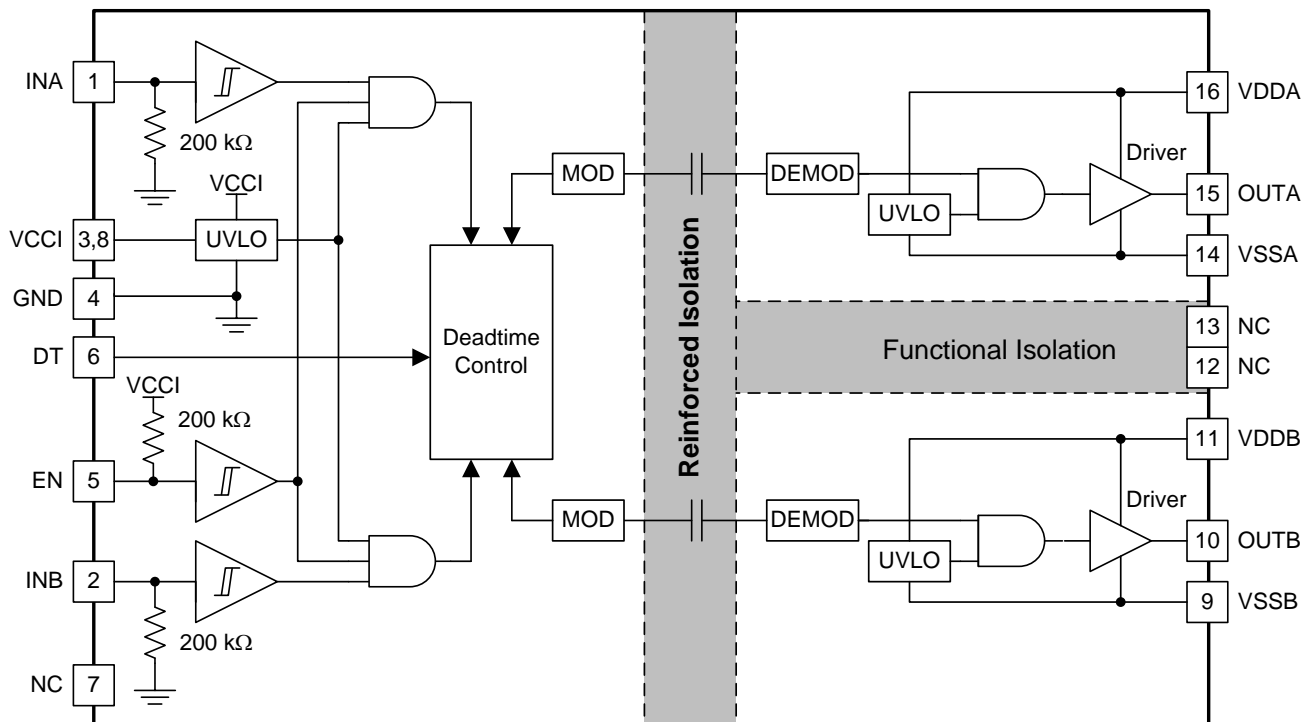 INA
1
200 kΩ
VCCI
VCCI
3,8
UVLO
GND
4
DT
6
VCCI
200 kΩ
EN
5
INB
2
200 kΩ
NC
7
Deadtime
Control
MOD
MOD
Reinforced Isolation
DEMOD
UVLO
Driver
16
VDDA
15
OUTA
14
VSSA
Functional Isolation
13
NC
12
NC
DEMOD
UVLO
Driver
11
VDDB
10
OUTB
9
VSSB